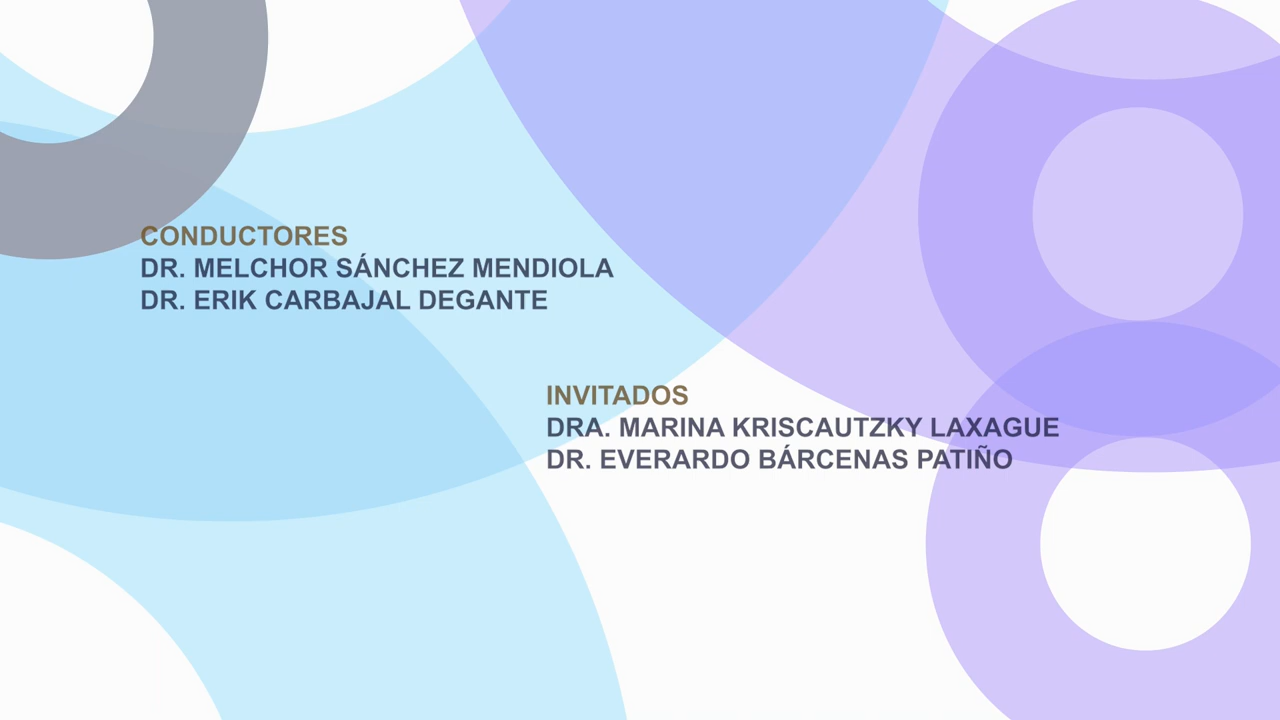 CONDUCTORES
DR. MELCHOR SÁNCHEZ MENDIOLA
DR. ERIK CARBAJAL DEGANTE
INVITADOS
DRA. MARINA KRISCAUTZKY LAXAGUE
DR. EVERARDO BÁRCENAS PATIÑO